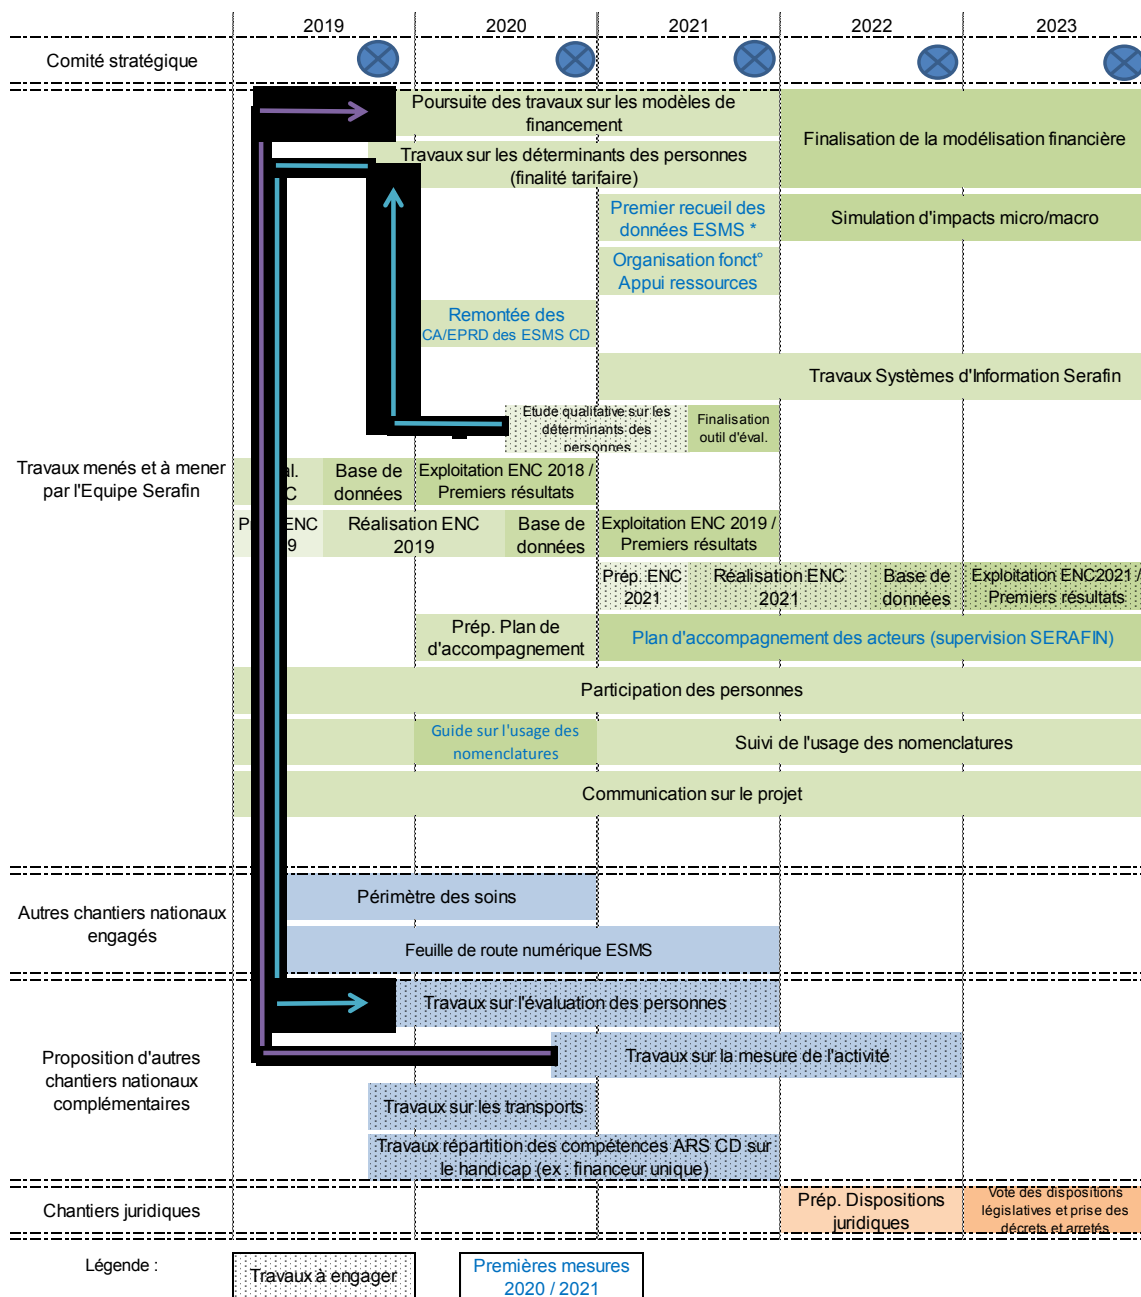 2019 2020 2021 2022 2023
Comité stratégique
Poursuite des travaux sur les modèles de
financement
Finalisation de la modélisation financière
Travaux sur les déterminants des personnes
(finalité tarifaire)
Premier recueil des
données ESMS *
Simulation d'impacts micro/macro
Organisation fonct°
Appui ressources
Remontée des
CA/EPRD des ESMS CD
Travaux Systèmes d'Information Serafin
Etude qualitative sur les
déterminants des
personnes
Finalisation
outil d'éval.
Travaux menés et à mener
par l'Equipe Serafin
Base de
données
Exploitation ENC 2018 /
Premiers résultats
ENC
Réalisation ENC
2019
Base de
données
Exploitation ENC 2019 /
Premiers résultats
Prép. ENC
2021
Réalisation ENC
2021
Base de
données
Exploitation ENC2021 /
Premiers résultats
Prép. Plan de
d'accompagnement
Plan d'accompagnement des acteurs (supervision SERAFIN)
Participation des personnes
Guide sur l'usage des
nomenclatures
Suivi de l'usage des nomenclatures
Communication sur le projet
Autres chantiers nationaux
engagés
Périmètre des soins
Feuille de route numérique ESMS
Proposition d'autres
chantiers nationaux
complémentaires
Travaux sur l'évaluation des personnes
Travaux sur la mesure de l'activité
Travaux sur les transports
Travaux répartition des compétences ARS CD sur
le handicap (ex : financeur unique)
Chantiers juridiques
Prép. Dispositions
juridiques
Vote des dispositions
législatives et prise des
décrets et arretés
Légende :
Travaux à engager
Premières mesures
2020 / 2021